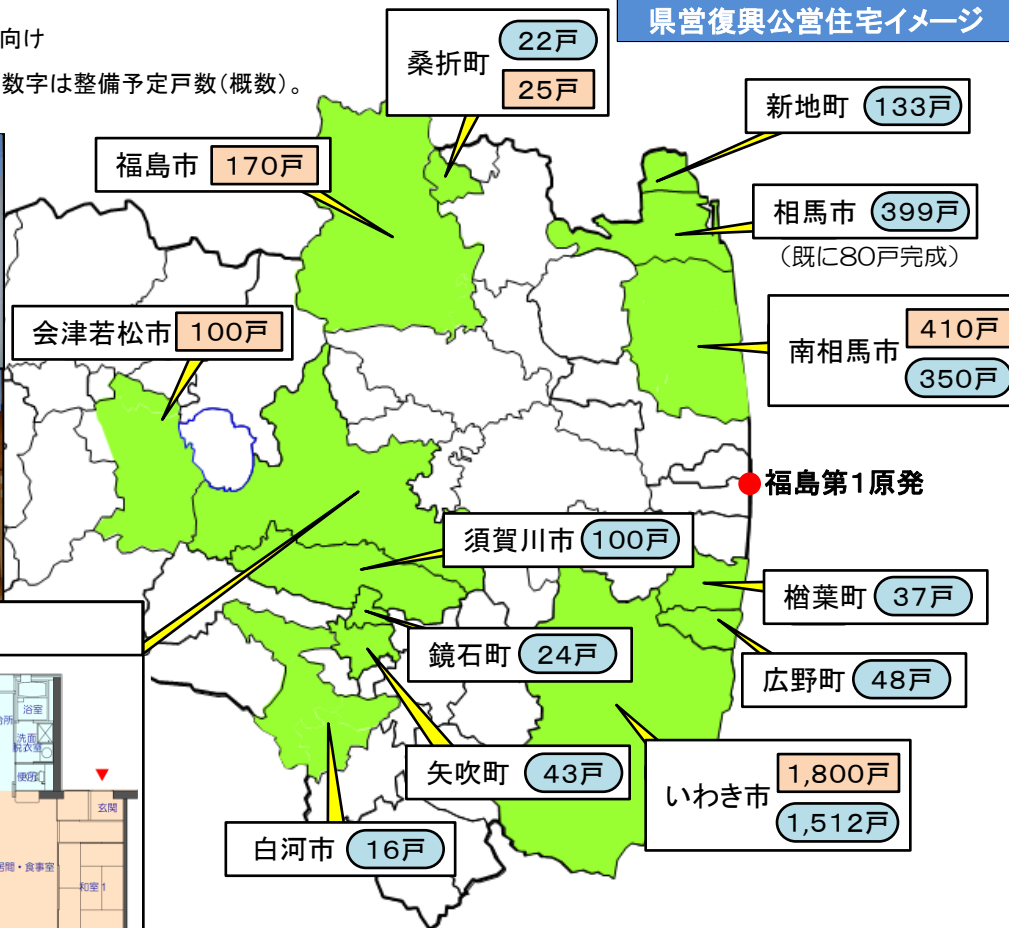 県営復興公営住宅イメージ
向け
数字は整備予定戸数(概数)。
桑折町
22戸
25戸
新地町 133戸
福島市 170戸
相馬市 399戸
(既に80戸完成)
会津若松市 100戸
南相馬市
410戸
350戸
福島第1原発
須賀川市 100戸
楢葉町 37戸
鏡石町 24戸
広野町 48戸
矢吹町 43戸
いわき市
1,800戸
1,512戸
白河市 16戸
浴室
台所
洗面
脱衣室
便所
玄関
居間・食事室
和室1